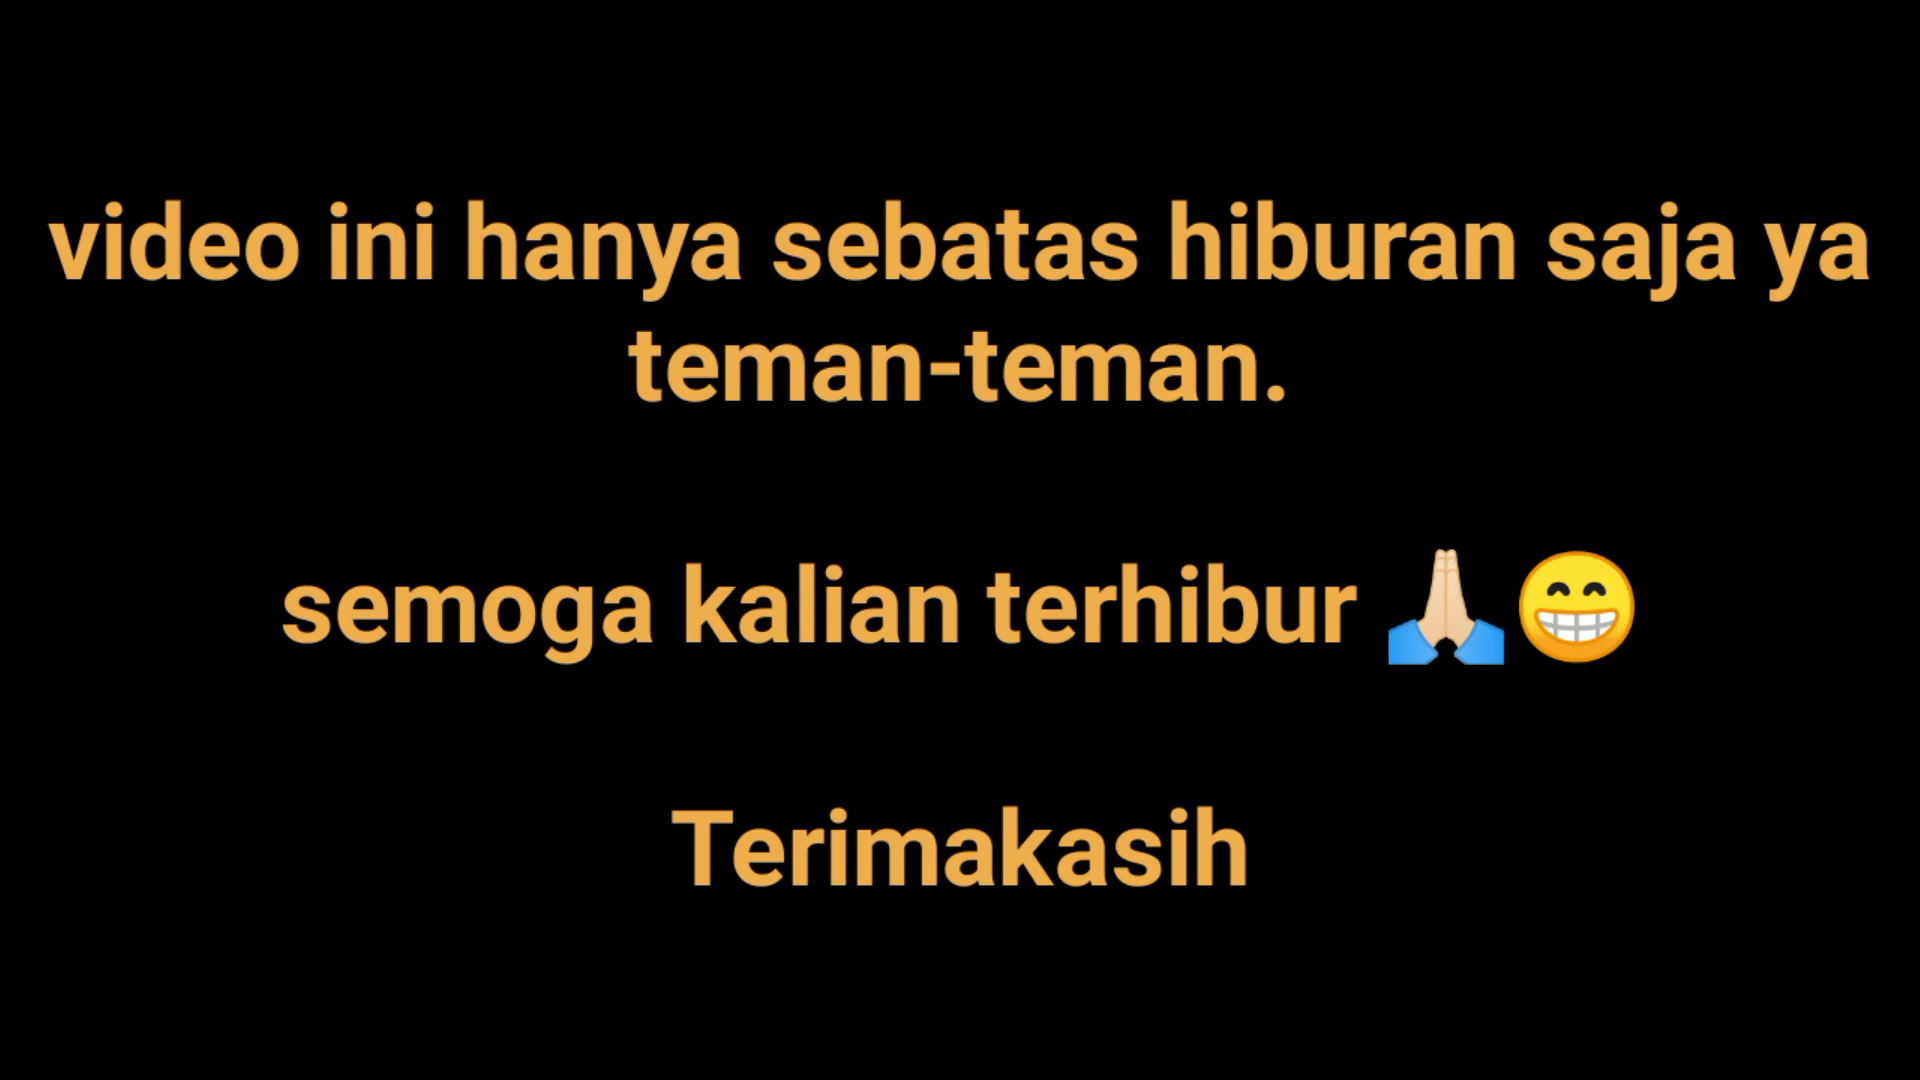 video ini hanya sebatas hiburan saja ya
teman-teman.
semoga kalian terhibur 🙏🏻😁
Terimakasih